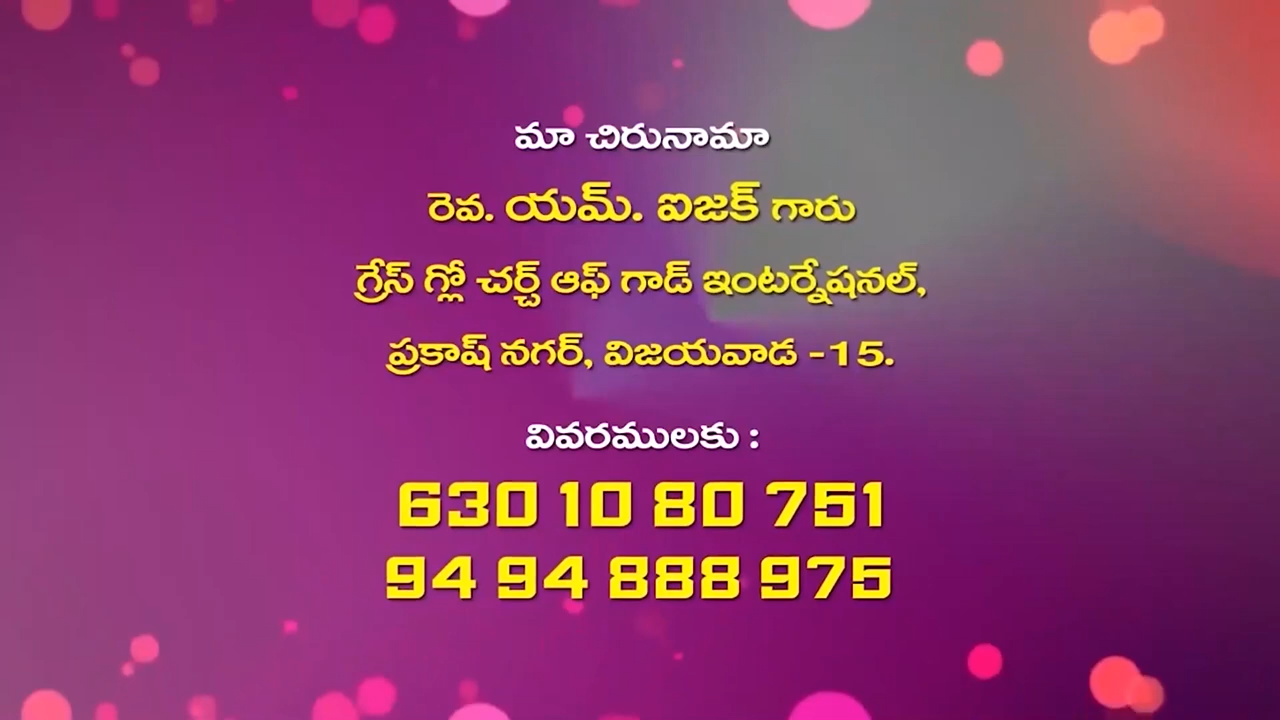 మా చిరునామా
రెవ. యమ్. ఐజక్ గారు
గ్రేస్ గ్లో చర్చ్ ఆఫ్ గాడ్ ఇంటర్నేషనల్,
ప్రకాష్ నగర్, విజయవాడ -15.
వివరములకు :
630 10 80 751
94 94 888 975